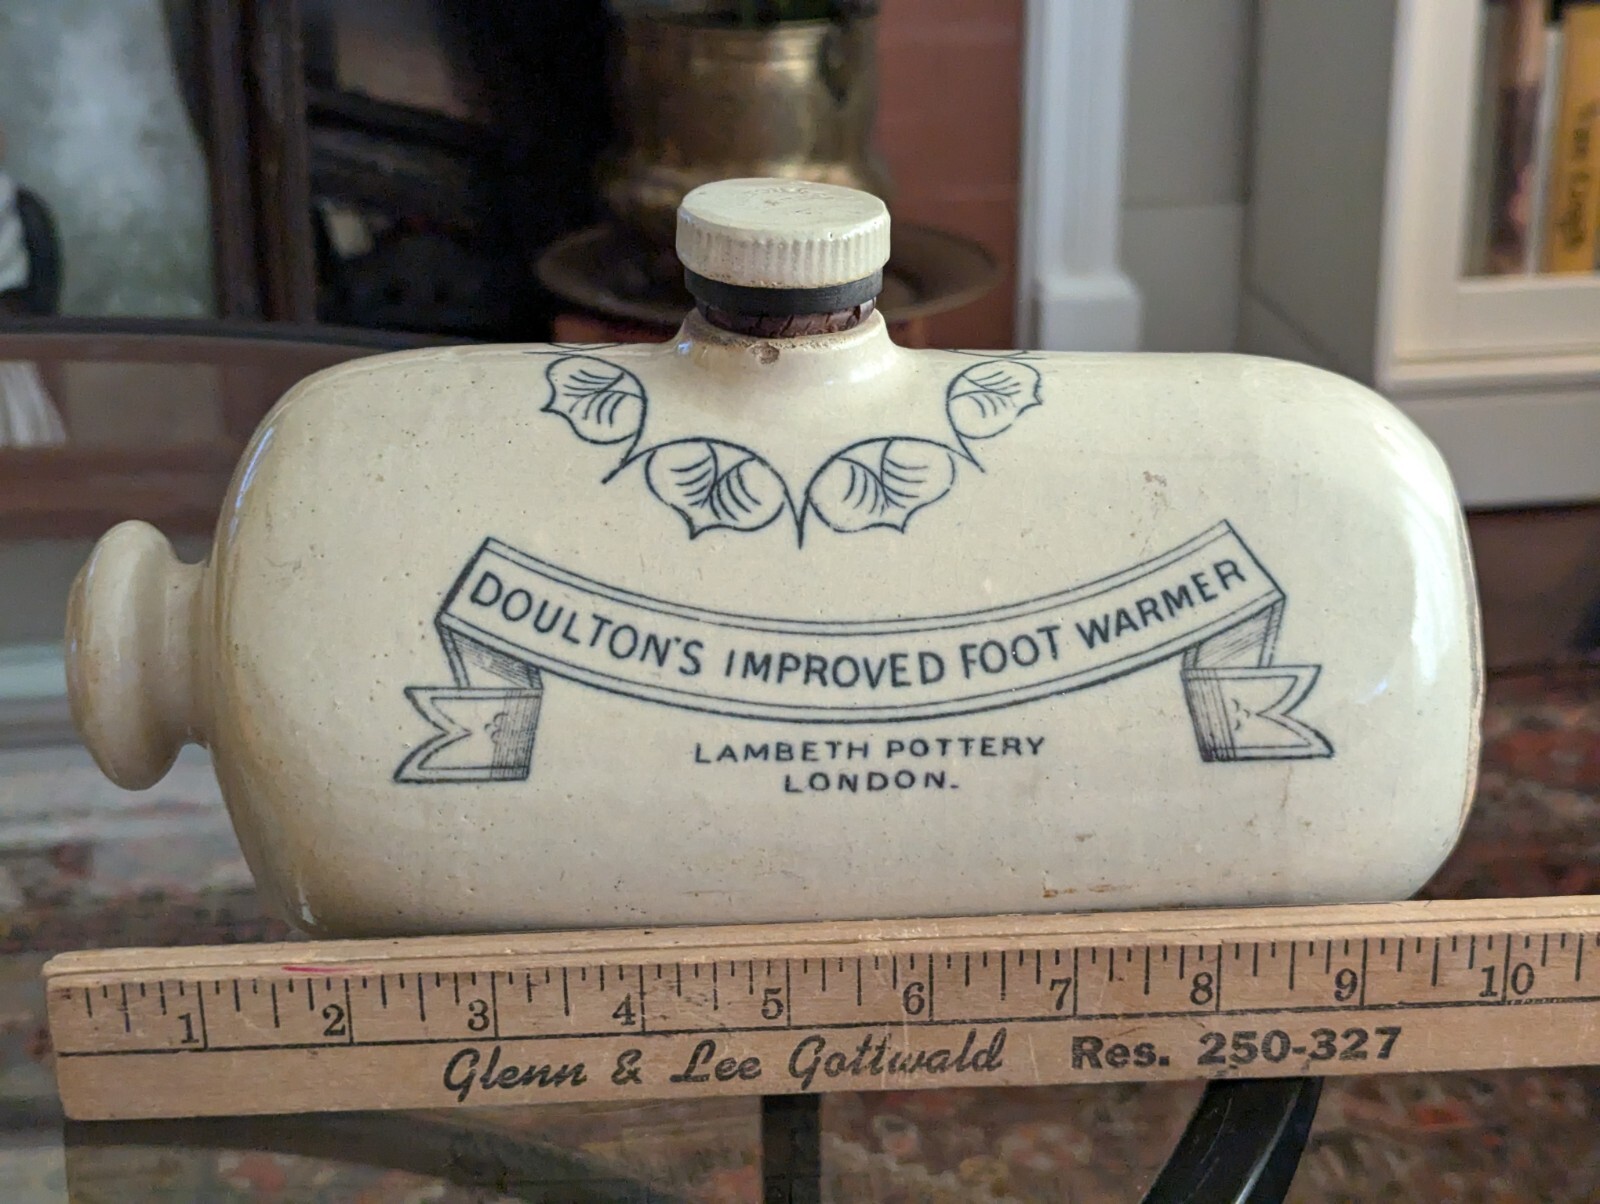 DOULTON'S IMPROVED FOOT WARMER
LAMBETH POTTERY
LONDON.
1 2 3 4 5 6 7 8 9 10
Glenn & Lee Gottwald Res. 250-327